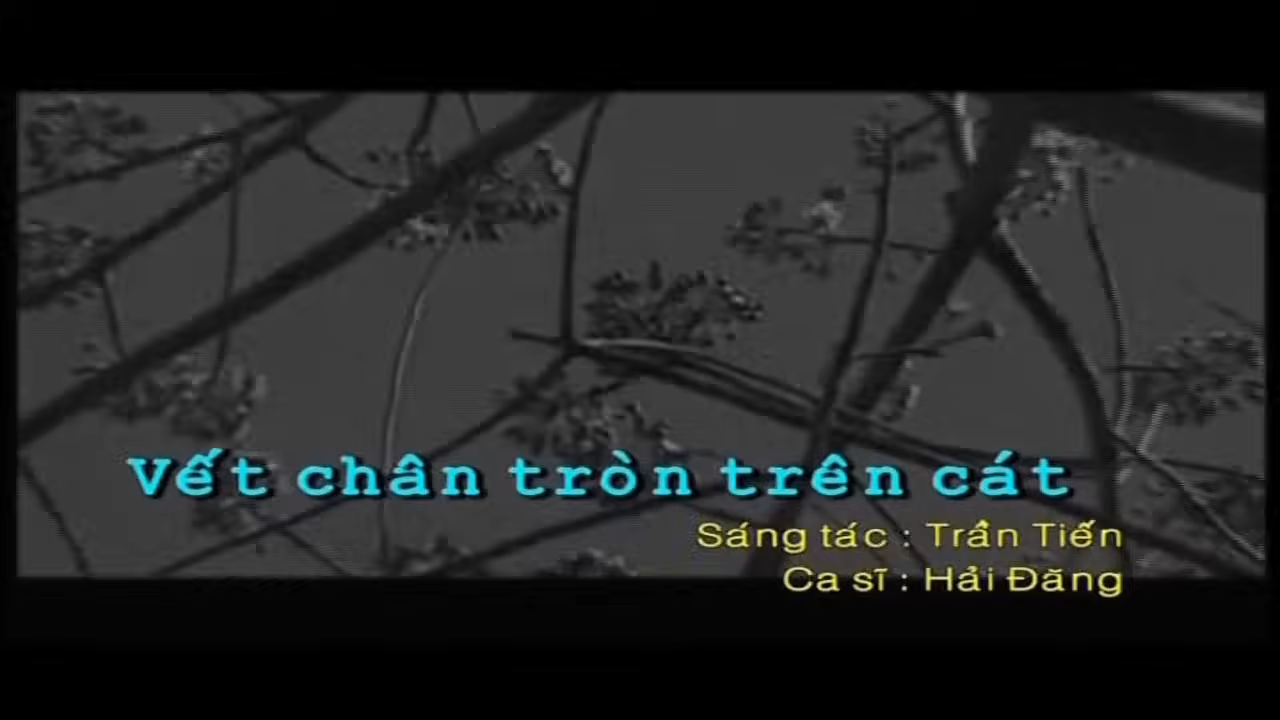 Vết chân tròn trên cát
Sáng tác : Trần Tiến
Ca sĩ : Hải Đăng